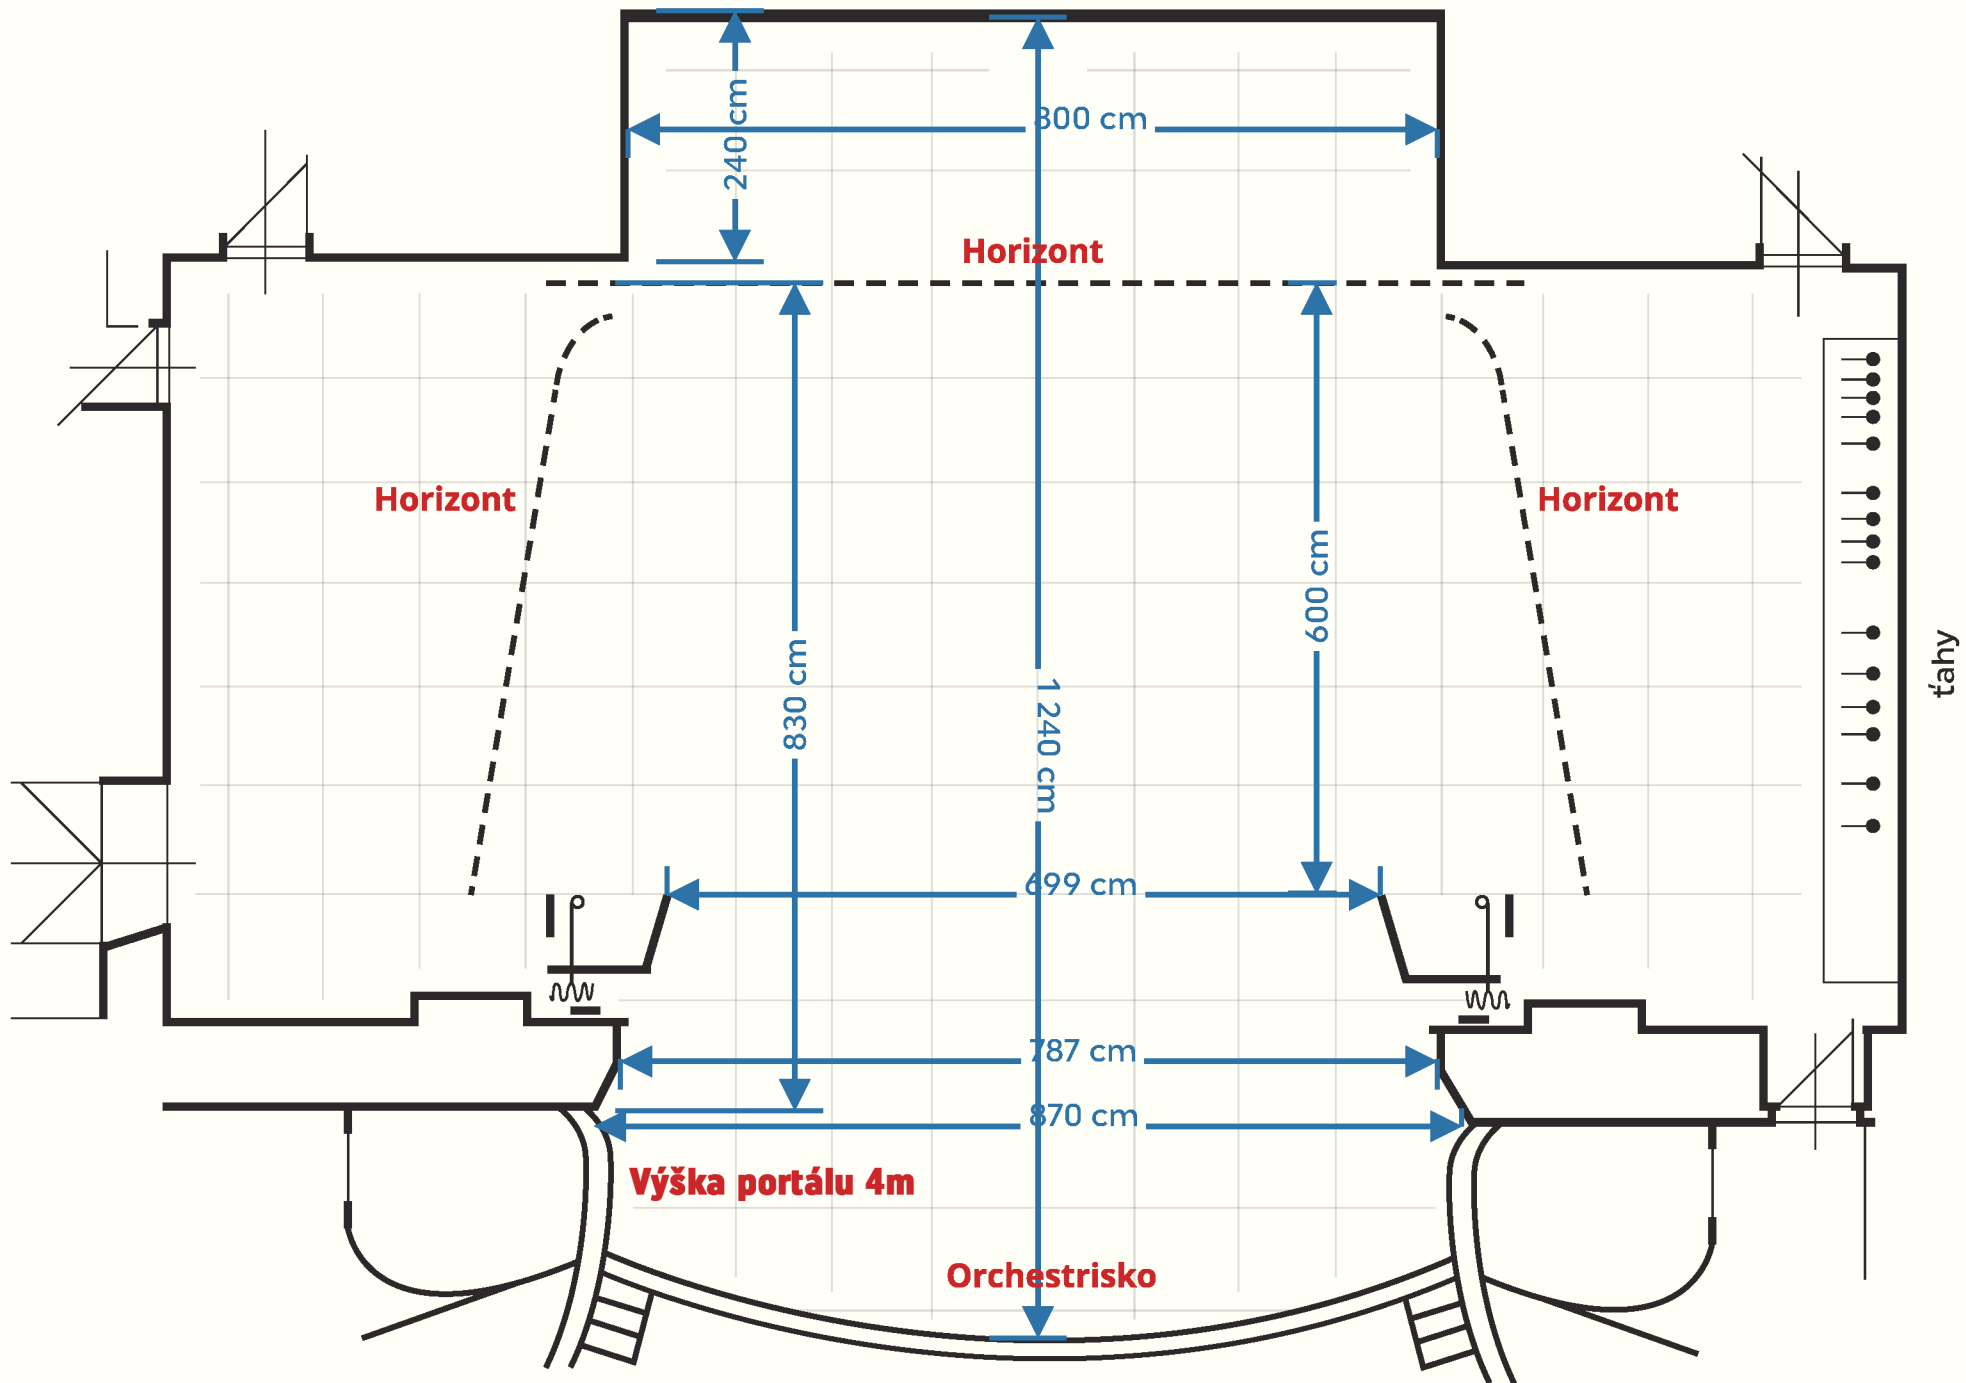 240 cm
800 cm
Horizont
Horizont
Horizont
600 cm
ťahy
830 cm
1 240 cm
699 cm
787 cm
870 cm
Výška portálu 4m
Orchestrisko